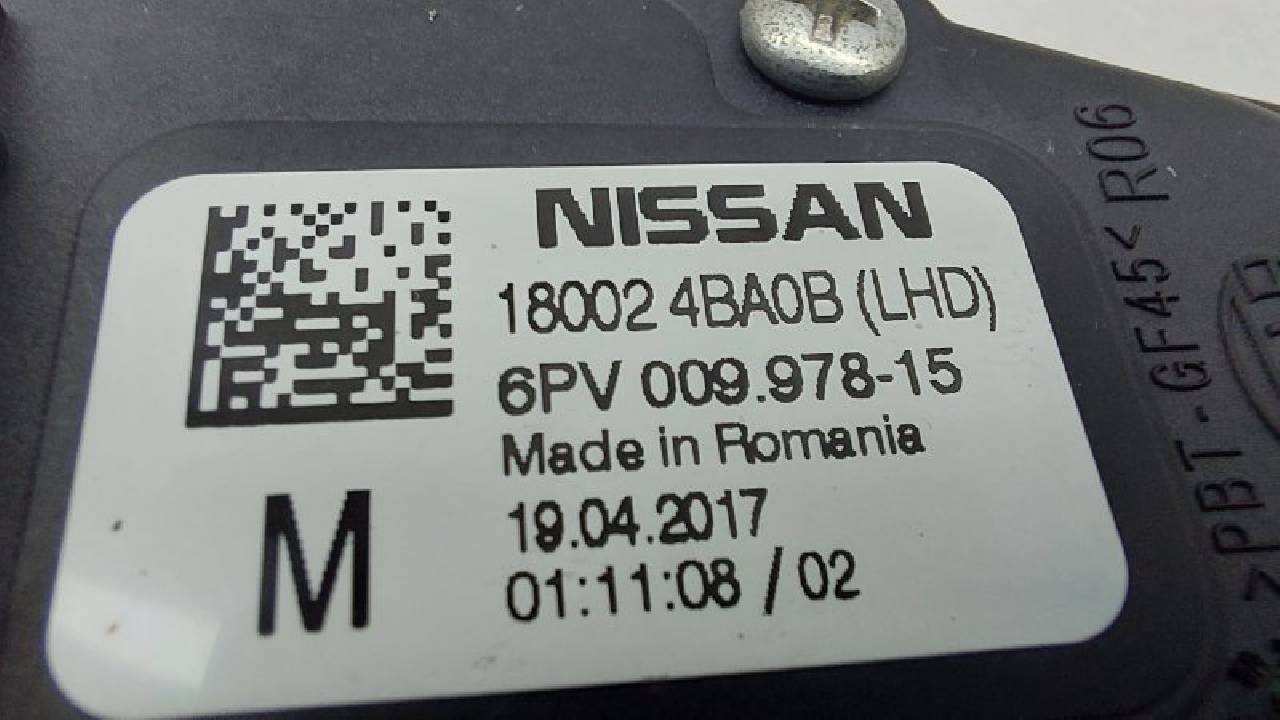 NISSAN
18002 4BA0B (LHD)
6PV 009.978-15
Made in Romania
19.04.2017
01:11:08 / 02
M
>PBT-GF45< R06